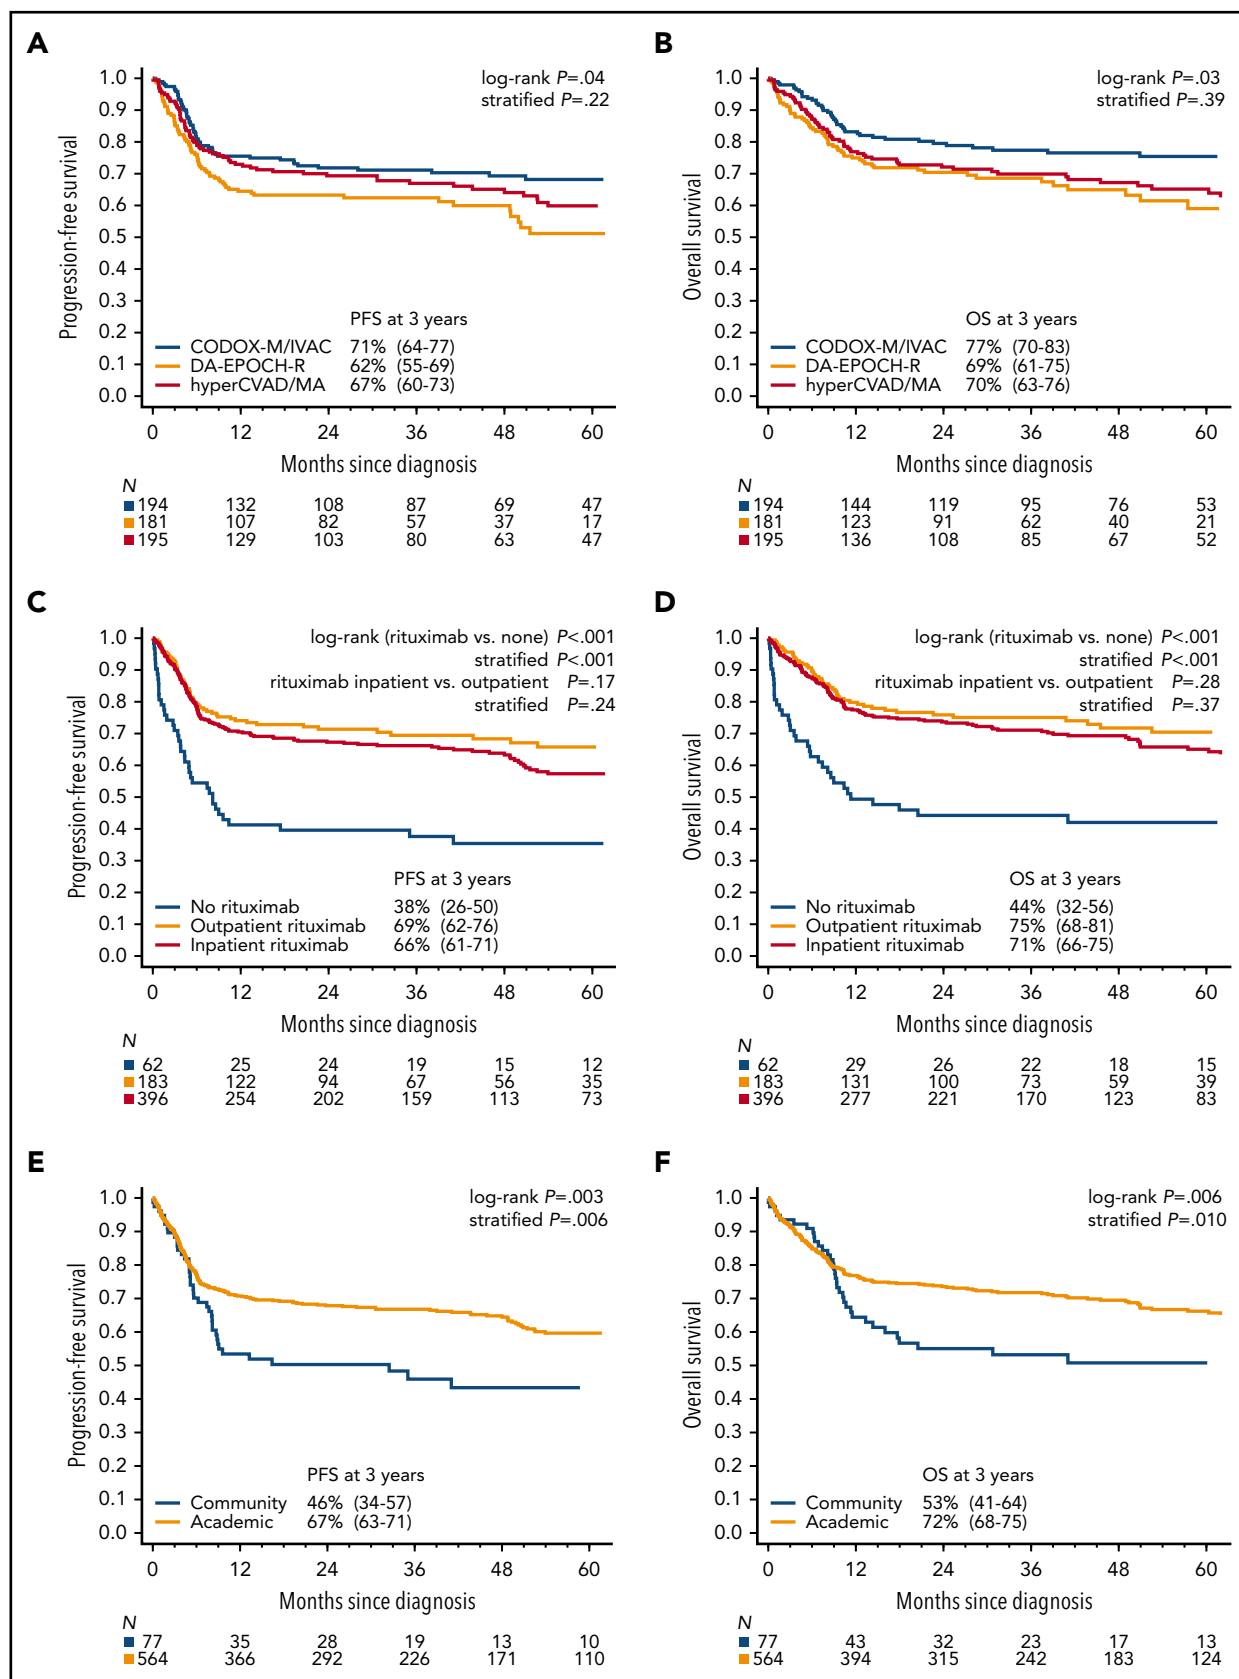 A
Progression-free survival
1.0
0.9
0.8
0.7
0.6
0.5
0.4
0.3
0.2
0.1
0.0
log-rank P=.04
stratified P=.22
PFS at 3 years
CODOX-M/IVAC 71% (64-77)
DA-EPOCH-R 62% (55-69)
hyperCVAD/MA 67% (60-73)
0 12 24 36 48 60
Months since diagnosis
N
194 132 108 87 69 47
181 107 82 57 37 17
195 129 103 80 63 47
B
Overall survival
1.0
0.9
0.8
0.7
0.6
0.5
0.4
0.3
0.2
0.1
0.0
log-rank P=.03
stratified P=.39
OS at 3 years
CODOX-M/IVAC 77% (70-83)
DA-EPOCH-R 69% (61-75)
hyperCVAD/MA 70% (63-76)
0 12 24 36 48 60
Months since diagnosis
N
194 144 119 95 76 53
181 123 91 62 40 21
195 136 108 85 67 52
C
Progression-free survival
1.0
0.9
0.8
0.7
0.6
0.5
0.4
0.3
0.2
0.1
0.0
log-rank (rituximab vs. none) P<.001
stratified P<.001
rituximab inpatient vs. outpatient P=.17
stratified P=.24
PFS at 3 years
No rituximab 38% (26-50)
Outpatient rituximab 69% (62-76)
Inpatient rituximab 66% (61-71)
0 12 24 36 48 60
Months since diagnosis
N
62 25 24 19 15 12
183 122 94 67 56 35
396 254 202 159 113 73
D
Overall survival
1.0
0.9
0.8
0.7
0.6
0.5
0.4
0.3
0.2
0.1
0.0
log-rank (rituximab vs. none) P<.001
stratified P<.001
rituximab inpatient vs. outpatient P=.28
stratified P=.37
OS at 3 years
No rituximab 44% (32-56)
Outpatient rituximab 75% (68-81)
Inpatient rituximab 71% (66-75)
0 12 24 36 48 60
Months since diagnosis
N
62 29 26 22 18 15
183 131 100 73 59 39
396 277 221 170 123 83
E
Progression-free survival
1.0
0.9
0.8
0.7
0.6
0.5
0.4
0.3
0.2
0.1
0.0
log-rank P=.003
stratified P=.006
PFS at 3 years
Community 46% (34-57)
Academic 67% (63-71)
0 12 24 36 48 60
Months since diagnosis
N
77 35 28 19 13 10
564 366 292 226 171 110
F
Overall survival
1.0
0.9
0.8
0.7
0.6
0.5
0.4
0.3
0.2
0.1
0.0
log-rank P=.006
stratified P=.010
OS at 3 years
Community 53% (41-64)
Academic 72% (68-75)
0 12 24 36 48 60
Months since diagnosis
N
77 43 32 23 17 13
564 394 315 242 183 124